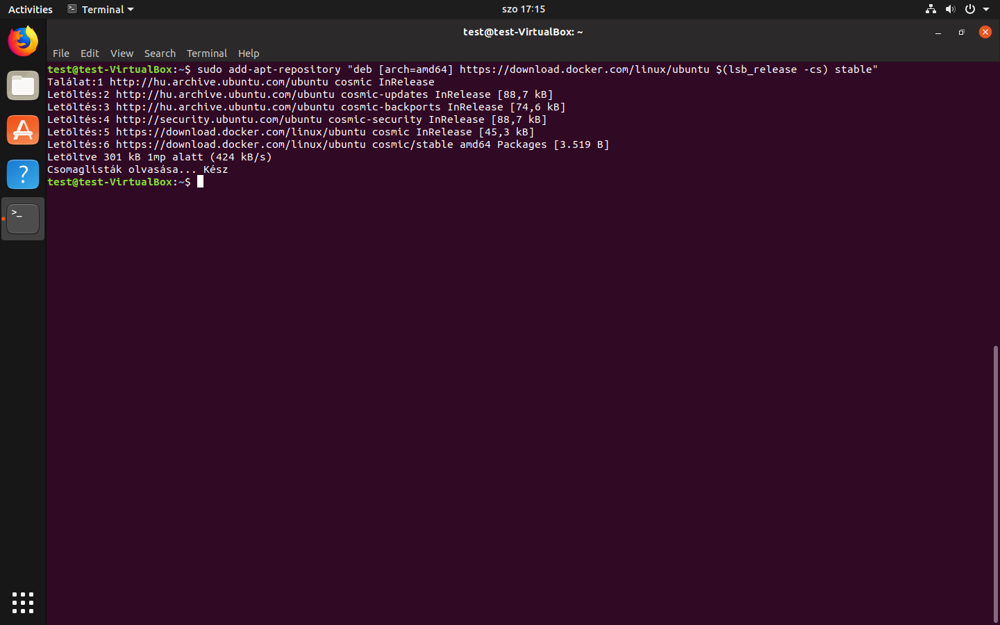 Activities Terminal szo 17:15
test@test-VirtualBox: ~
File Edit View Search Terminal Help
test@test-VirtualBox:~$ sudo add-apt-repository "deb [arch=amd64] https://download.docker.com/linux/ubuntu $(lsb_release -cs) stable"
Találat:1 http://hu.archive.ubuntu.com/ubuntu cosmic InRelease
Letöltés:2 http://hu.archive.ubuntu.com/ubuntu cosmic-updates InRelease [88,7 kB]
Letöltés:3 http://hu.archive.ubuntu.com/ubuntu cosmic-backports InRelease [74,6 kB]
Letöltés:4 http://security.ubuntu.com/ubuntu cosmic-security InRelease [88,7 kB]
Letöltés:5 https://download.docker.com/linux/ubuntu cosmic InRelease [45,3 kB]
Letöltés:6 https://download.docker.com/linux/ubuntu cosmic/stable amd64 Packages [3.519 B]
Letöltve 301 kB 1mp alatt (424 kB/s)
Csomaglisták olvasása... Kész
test@test-VirtualBox:~$